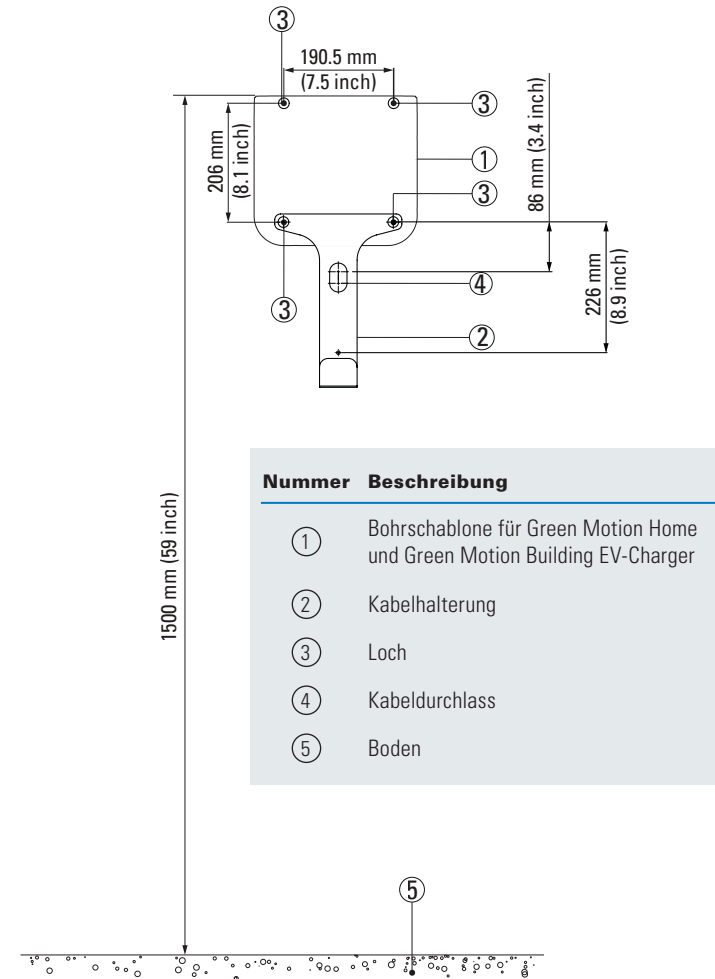 3
190.5 mm
(7.5 inch)
3
206 mm
(8.1 inch)
86 mm (3.4 inch)
1
3
226 mm
(8.9 inch)
4
3
2
1500 mm (59 inch)
Nummer Beschreibung
1 Bohrschablone für Green Motion Home
und Green Motion Building EV-Charger
2 Kabelhalterung
3 Loch
4 Kabeldurchlass
5 Boden
5